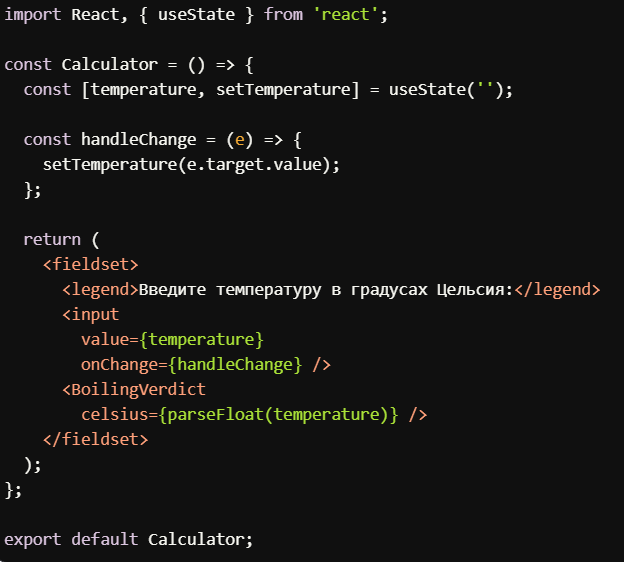 import React, { useState } from 'react';
const Calculator = () => {
const [temperature, setTemperature] = useState('');
const handleChange = (e) => {
setTemperature(e.target.value);
};
return (
<fieldset>
<legend>Введите температуру в градусах Цельсия:</legend>
<input
value={temperature}
onChange={handleChange} />
<BoilingVerdict
celsius={parseFloat(temperature)} />
</fieldset>
);
};
export default Calculator;